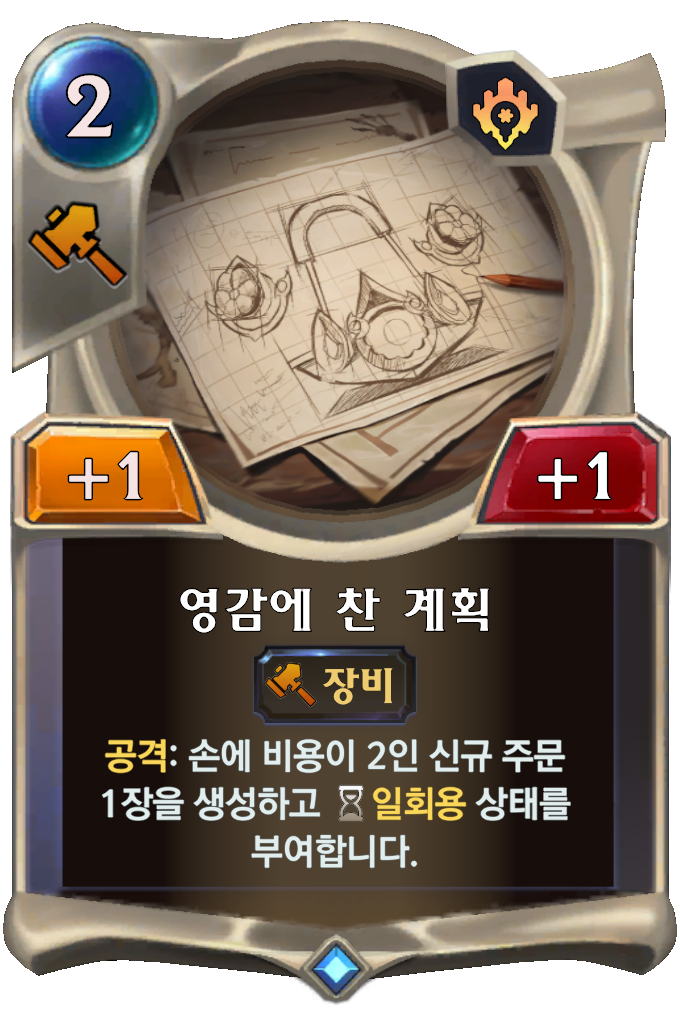 2
+1
+1
영감에 찬 계획
장비
공격: 손에 비용이 2인 신규 주문
1장을 생성하고 일회용 상태를
부여합니다.